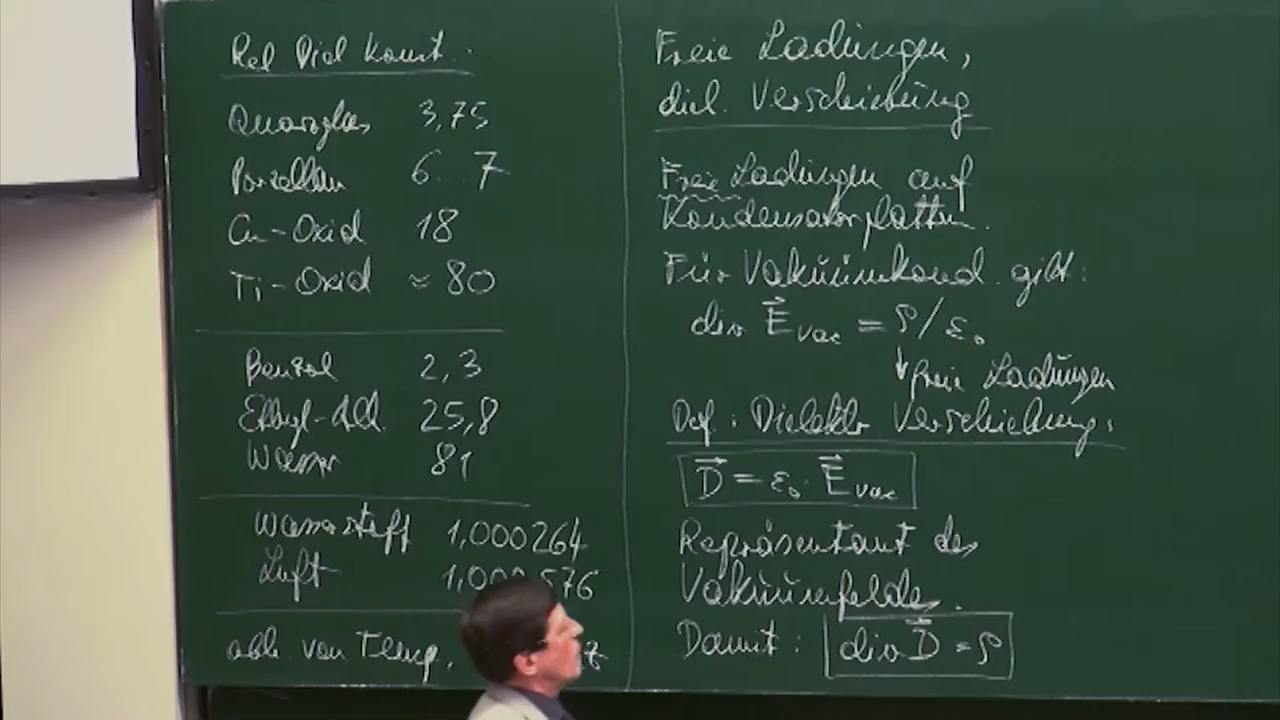 Rel Diel Konst.:
Quarzglas 3,75
Porzellan 6...7
Cu-Oxid 18
Ti-Oxid ≈ 80
Benzol 2,3
Ethyl-Alk. 25,8
Wasser 81
Wasserstoff 1,000264
Luft 1,000 576
abh. von Temp.,
Freie Ladungen,
diel. Verschiebung
Freie Ladungen auf
Kondensatorplatten.
Für Vakuumkond. gilt:
div E⃗vac = ρ/ε₀
↓ freie Ladungen
Def.: Dielektr Verschiebung:
D⃗ = ε₀ · E⃗vac
Repräsentant des
Vakuumfeldes.
Damit: div D⃗ = ρ